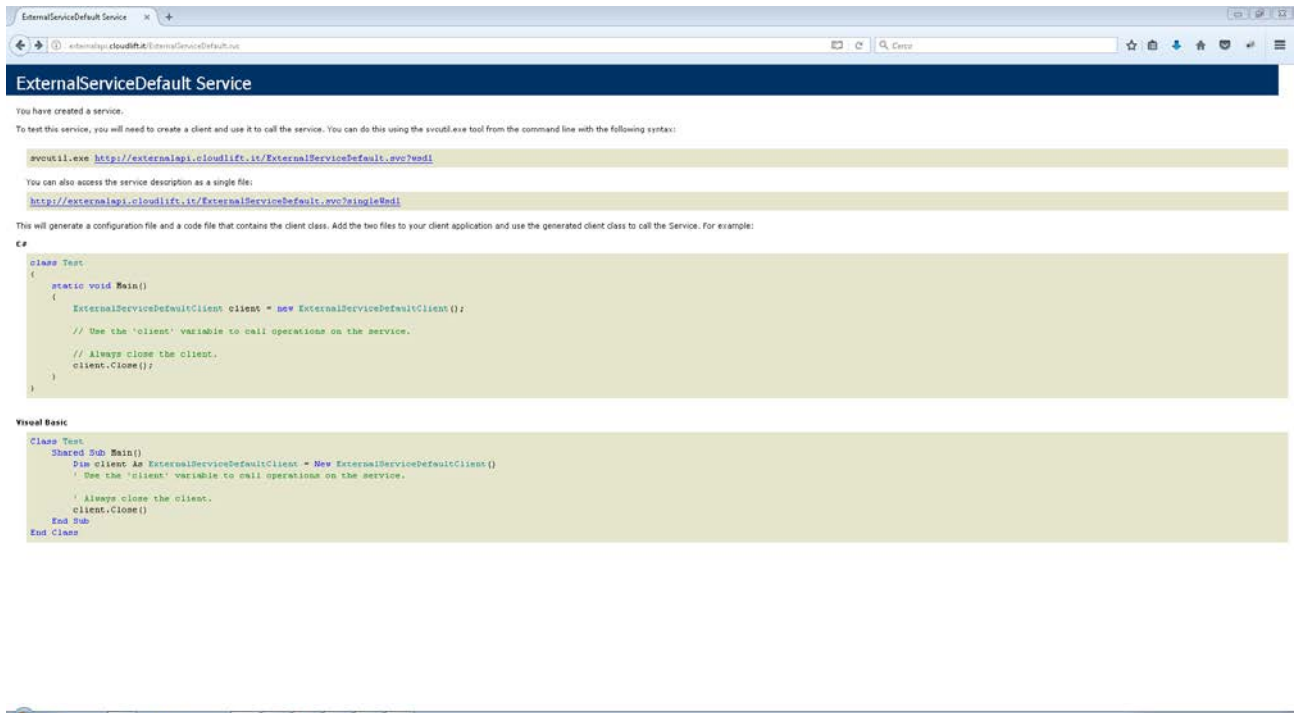 ExternalServiceDefault Service
externalapi.cloudlift.it/ExternalServiceDefault.svc
Cerca
ExternalServiceDefault Service
You have created a service.
To test this service, you will need to create a client and use it to call the service. You can do this using the svcutil.exe tool from the command line with the following syntax:
svcutil.exe http://externalapi.cloudlift.it/ExternalServiceDefault.svc?wsdl
You can also access the service description as a single file:
http://externalapi.cloudlift.it/ExternalServiceDefault.svc?singleWsdl
This will generate a configuration file and a code file that contains the client class. Add the two files to your client application and use the generated client class to call the Service. For example:
C#
class Test
{
static void Main()
{
ExternalServiceDefaultClient client = new ExternalServiceDefaultClient();
// Use the 'client' variable to call operations on the service.
// Always close the client.
client.Close();
}
}
Visual Basic
Class Test
Shared Sub Main()
Dim client As ExternalServiceDefaultClient = New ExternalServiceDefaultClient()
' Use the 'client' variable to call operations on the service.
' Always close the client.
client.Close()
End Sub
End Class